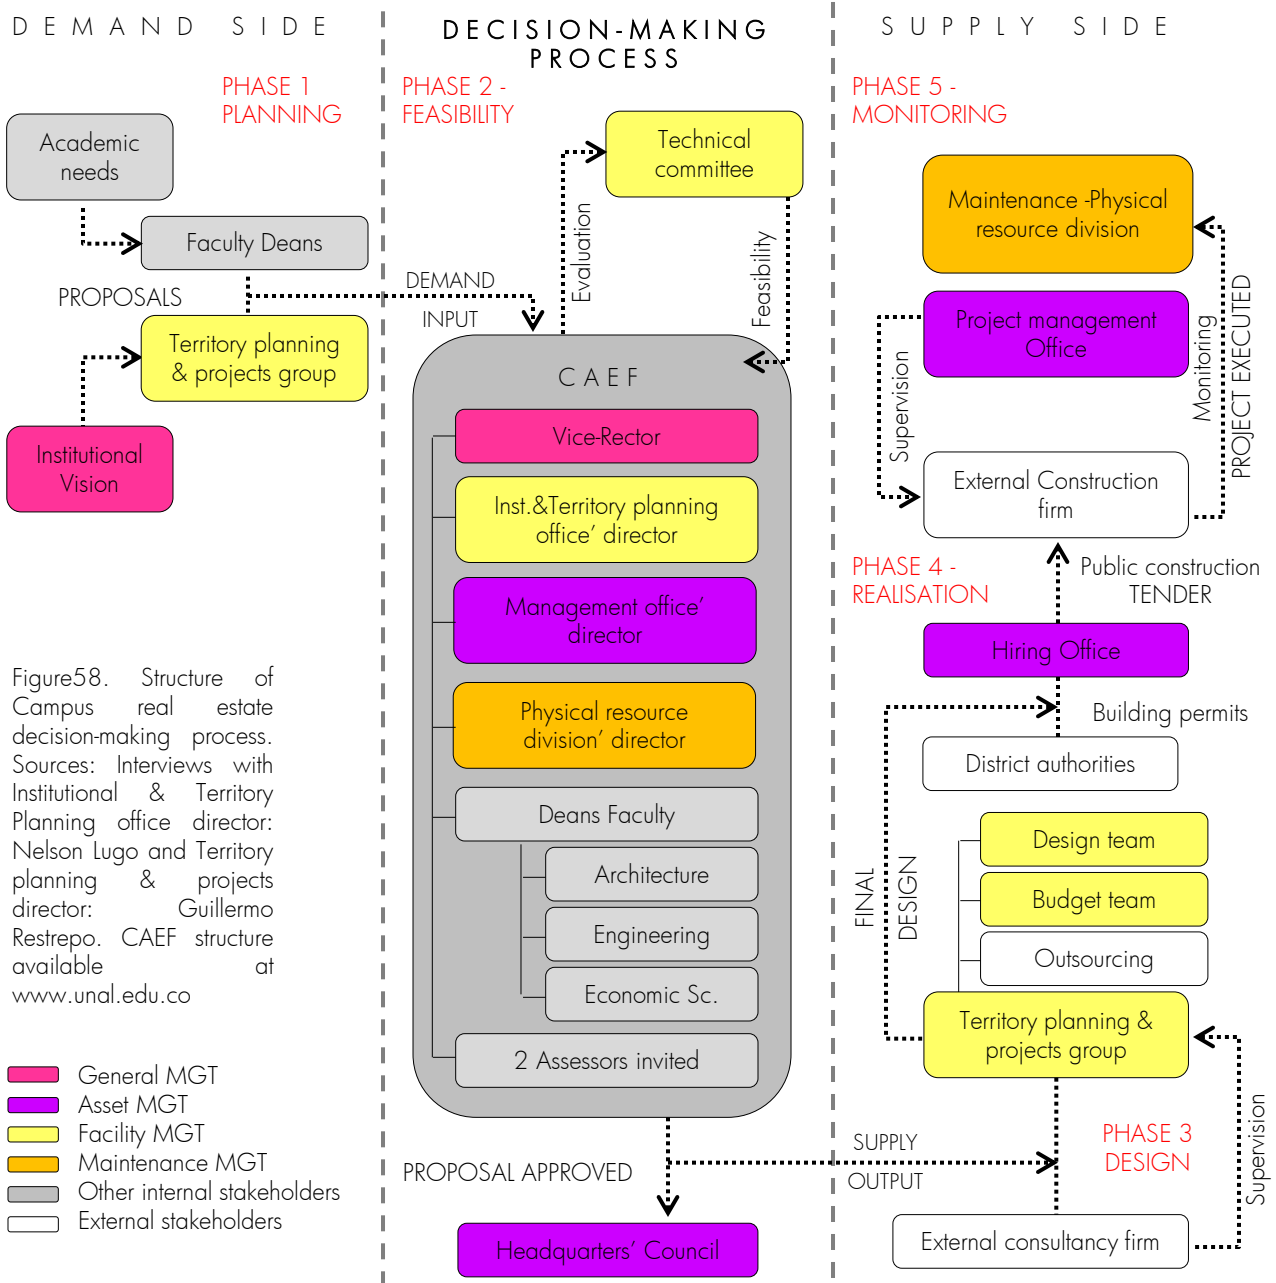 DEMAND SIDE
PHASE 1
PLANNING
Academic
needs
Faculty Deans
PROPOSALS
Territory planning
& projects group
Institutional
Vision
Figure58. Structure of
Campus real estate
decision-making process.
Sources: Interviews with
Institutional & Territory
Planning office director:
Nelson Lugo and Territory
planning & projects
director: Guillermo
Restrepo. CAEF structure
available at
www.unal.edu.co
General MGT
Asset MGT
Facility MGT
Maintenance MGT
Other internal stakeholders
External stakeholders
DECISION-MAKING
PROCESS
PHASE 2 -
FEASIBILITY
Technical
committee
Evaluation
Feasibility
DEMAND
INPUT
CAEF
Vice-Rector
Inst.&Territory planning
office' director
Management office'
director
Physical resource
division' director
Deans Faculty
Architecture
Engineering
Economic Sc.
2 Assessors invited
PROPOSAL APPROVED
Headquarters' Council
SUPPLY SIDE
PHASE 5 -
MONITORING
Maintenance -Physical
resource division
Project management
Office
Supervision
Monitoring
PROJECT EXECUTED
External Construction
firm
PHASE 4 -
REALISATION
Public construction
TENDER
Hiring Office
Building permits
District authorities
FINAL
DESIGN
Design team
Budget team
Outsourcing
Territory planning &
projects group
PHASE 3
DESIGN
Supervision
SUPPLY
OUTPUT
External consultancy firm